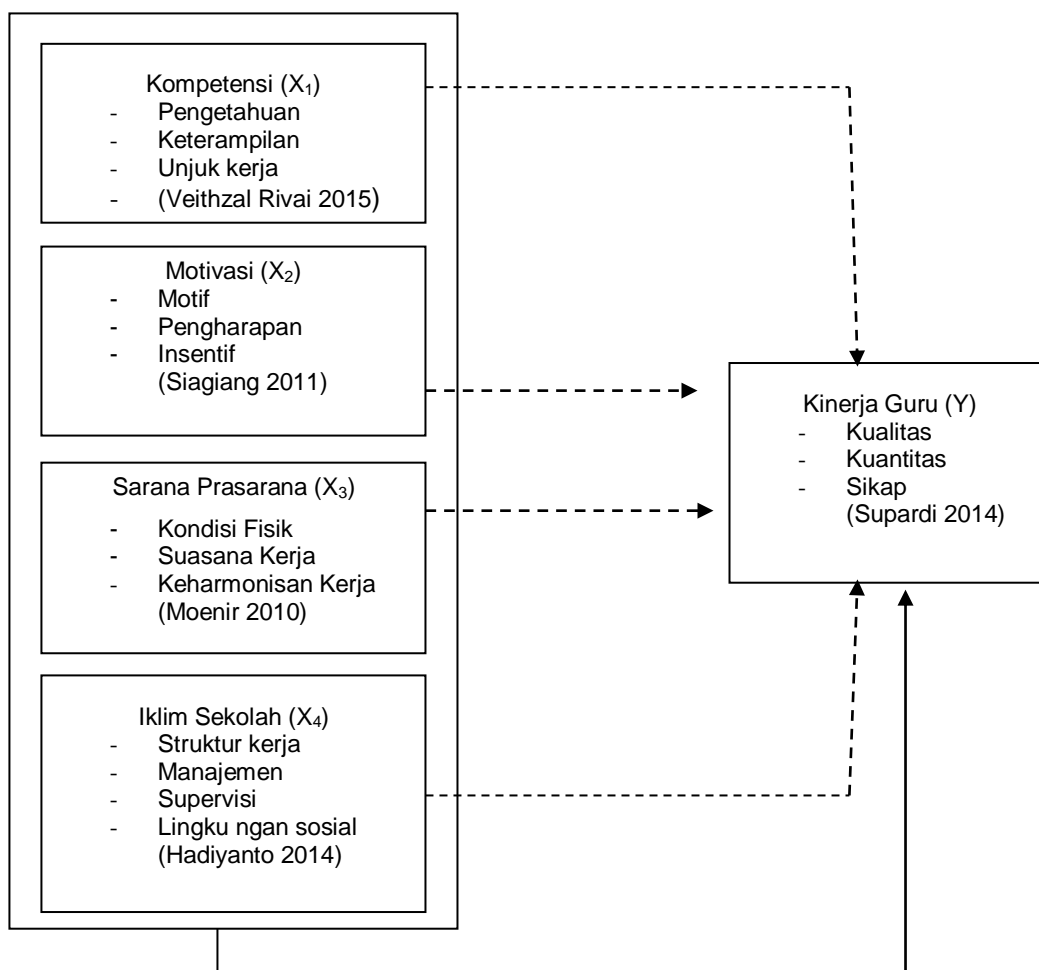 Kompetensi (X₁)
- Pengetahuan
- Keterampilan
- Unjuk kerja
- (Veithzal Rivai 2015)
Motivasi (X₂)
- Motif
- Pengharapan
- Insentif
(Siagiang 2011)
Sarana Prasarana (X₃)
- Kondisi Fisik
- Suasana Kerja
- Keharmonisan Kerja
(Moenir 2010)
Iklim Sekolah (X₄)
- Struktur kerja
- Manajemen
- Supervisi
- Lingku ngan sosial
(Hadiyanto 2014)
Kinerja Guru (Y)
- Kualitas
- Kuantitas
- Sikap
(Supardi 2014)